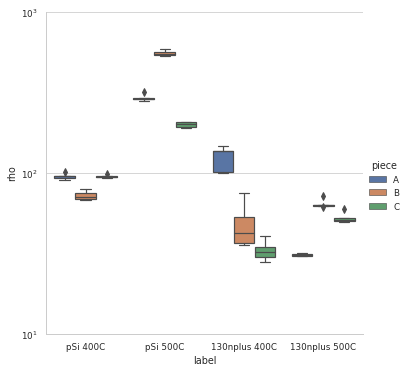 10³
rho
10²
10¹
pSi 400C
pSi 500C
130nplus 400C
130nplus 500C
label
piece
A
B
C